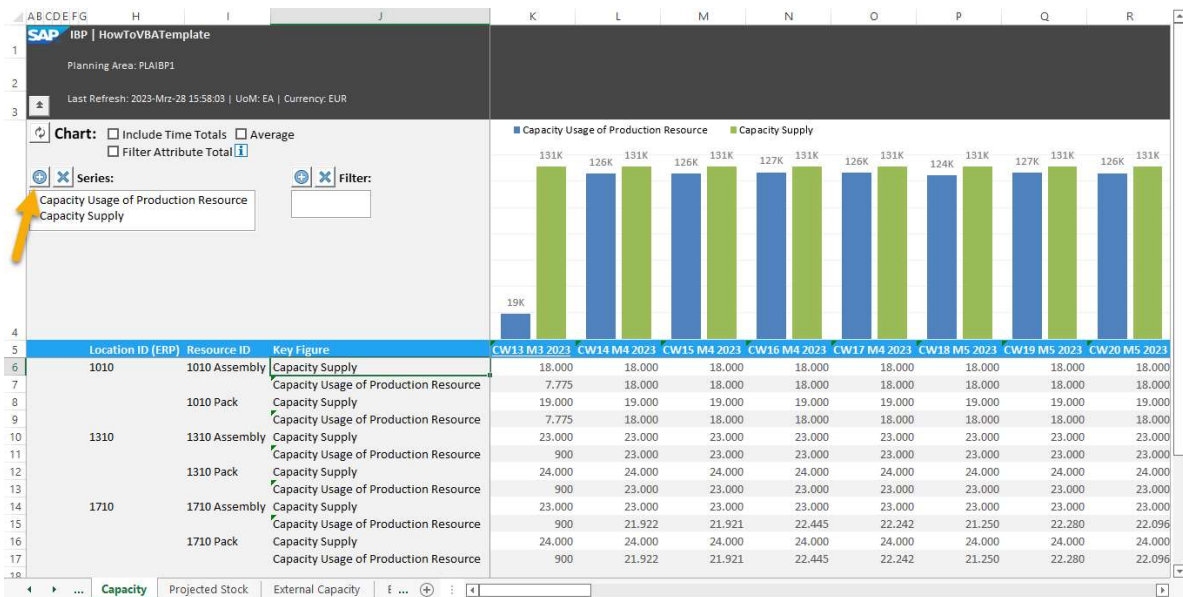 A B C D E F G H I J K L M N O P Q R
1 SAP IBP | HowToVBATemplate
Planning Area: PLAIBP1
2
Last Refresh: 2023-Mrz-28 15:58:03 | UoM: EA | Currency: EUR
3
Chart: Include Time Totals Average
Filter Attribute Total i
Series: Filter:
Capacity Usage of Production Resource
Capacity Supply
Capacity Usage of Production Resource Capacity Supply
131K 126K 131K 126K 131K 127K 131K 126K 131K 124K 131K 127K 131K 126K 131K
19K
4
5 Location ID (ERP) Resource ID Key Figure CW13 M3 2023 CW14 M4 2023 CW15 M4 2023 CW16 M4 2023 CW17 M4 2023 CW18 M5 2023 CW19 M5 2023 CW20 M5 2023
6 1010 1010 Assembly Capacity Supply 18.000 18.000 18.000 18.000 18.000 18.000 18.000 18.000
7 Capacity Usage of Production Resource 7.775 18.000 18.000 18.000 18.000 18.000 18.000 18.000
8 1010 Pack Capacity Supply 19.000 19.000 19.000 19.000 19.000 19.000 19.000 19.000
9 Capacity Usage of Production Resource 7.775 18.000 18.000 18.000 18.000 18.000 18.000 18.000
10 1310 1310 Assembly Capacity Supply 23.000 23.000 23.000 23.000 23.000 23.000 23.000 23.000
11 Capacity Usage of Production Resource 900 23.000 23.000 23.000 23.000 23.000 23.000 23.000
12 1310 Pack Capacity Supply 24.000 24.000 24.000 24.000 24.000 24.000 24.000 24.000
13 Capacity Usage of Production Resource 900 23.000 23.000 23.000 23.000 23.000 23.000 23.000
14 1710 1710 Assembly Capacity Supply 23.000 23.000 23.000 23.000 23.000 23.000 23.000 23.000
15 Capacity Usage of Production Resource 900 21.922 21.921 22.445 22.242 21.250 22.280 22.096
16 1710 Pack Capacity Supply 24.000 24.000 24.000 24.000 24.000 24.000 24.000 24.000
17 Capacity Usage of Production Resource 900 21.922 21.921 22.445 22.242 21.250 22.280 22.096
... Capacity Projected Stock External Capacity ...